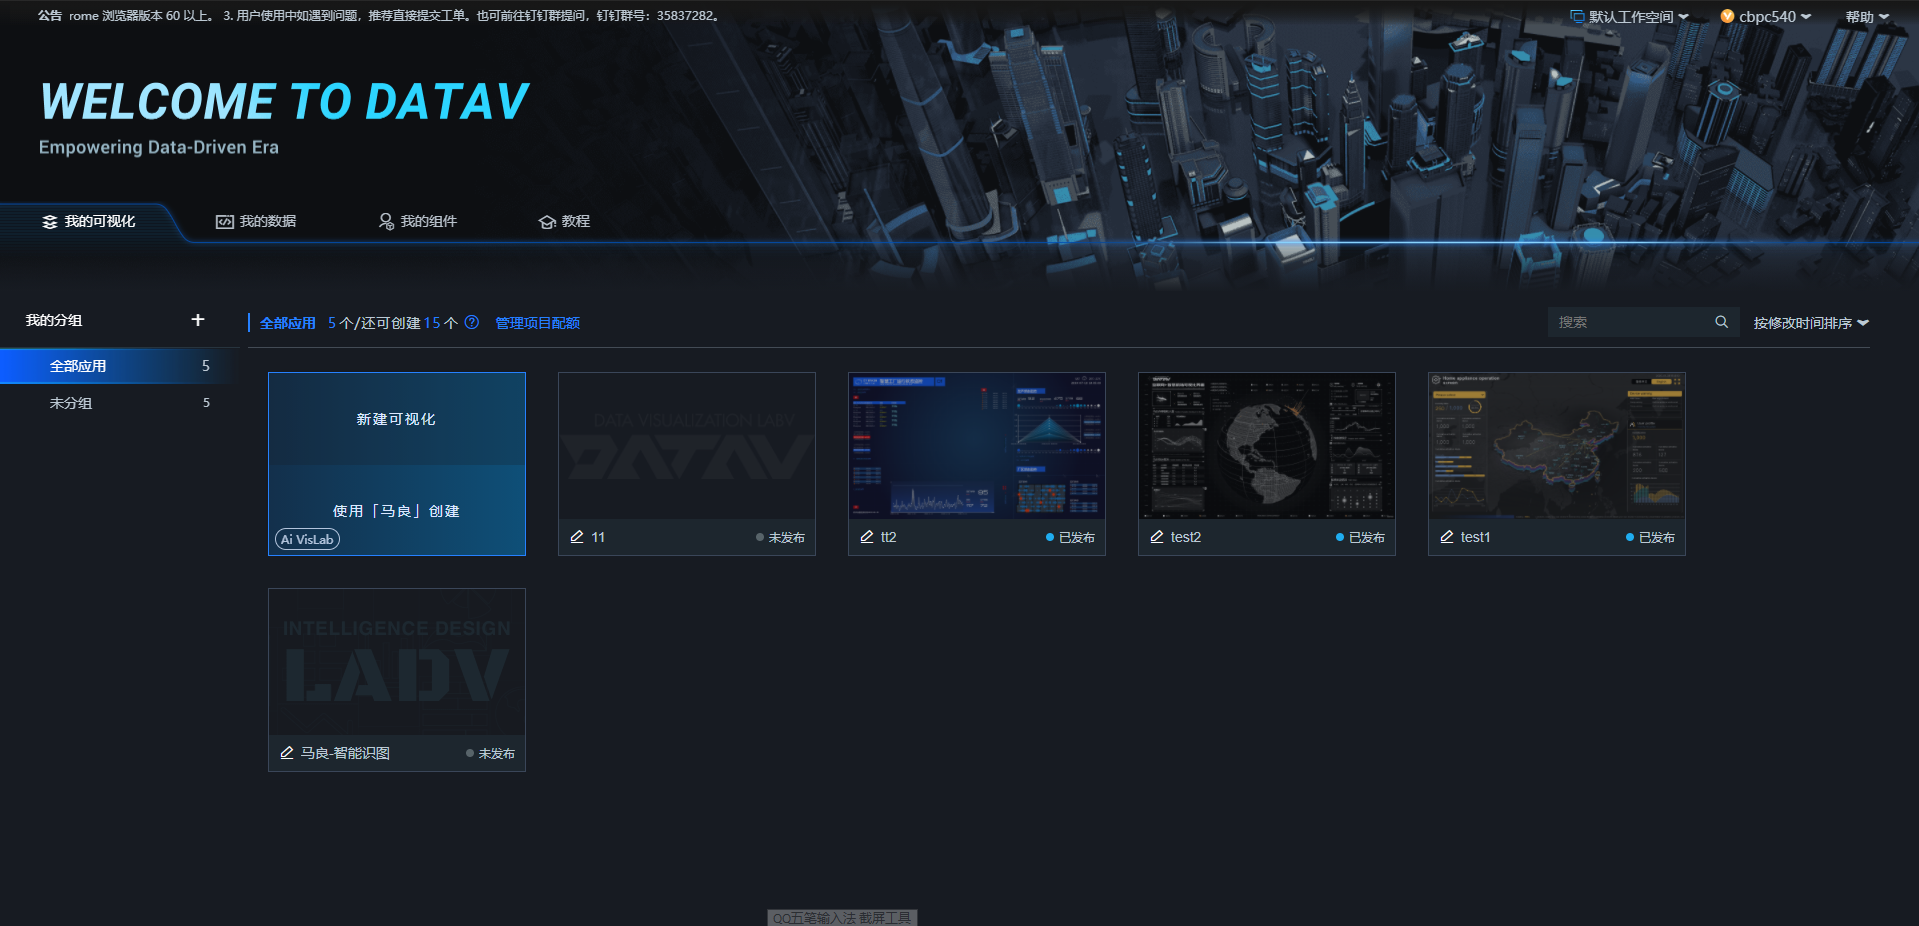 公告 rome 浏览器版本 60 以上。 3. 用户使用中如遇到问题，推荐直接提交工单。也可前往钉钉群提问，钉钉群号：35837282。
默认工作空间
cbpc540
帮助
WELCOME TO DATAV
Empowering Data-Driven Era
我的可视化
我的数据
我的组件
教程
我的分组
全部应用 5
未分组 5
全部应用 5个/还可创建15个 管理项目配额
搜索
按修改时间排序
新建可视化
使用「马良」创建
Ai VisLab
DATA VISUALIZATION LABV
DATAV
11 未发布
tt2 已发布
test2 已发布
Home appliance operation
test1 已发布
INTELLIGENCE DESIGN
LADV
马良-智能识图 未发布
QQ五笔输入法 截屏工具